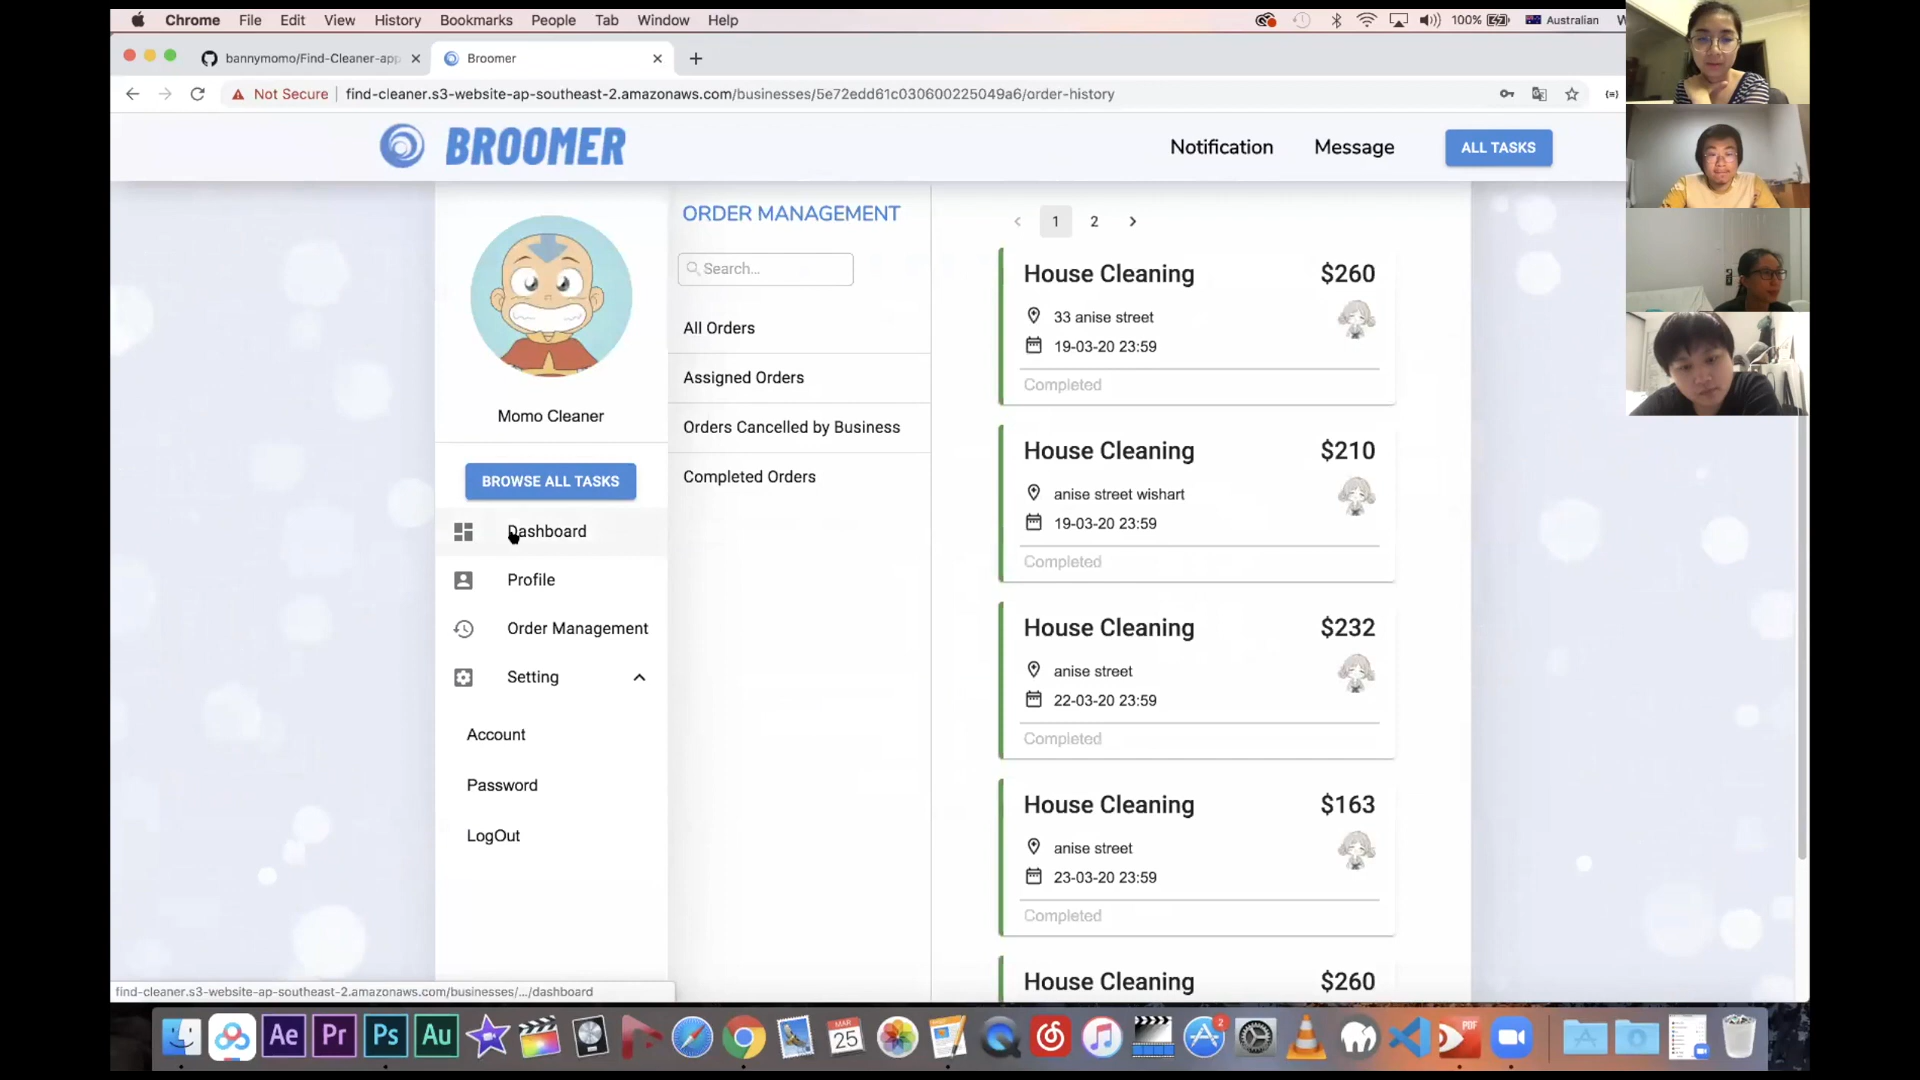 Chrome File Edit View History Bookmarks People Tab Window Help 100% Australian
bannymomo/Find-Cleaner-app Broomer
Not Secure find-cleaner.s3-website-ap-southeast-2.amazonaws.com/businesses/5e72edd61c030600225049a6/order-history
BROOMER Notification Message ALL TASKS
Momo Cleaner
BROWSE ALL TASKS
Dashboard
Profile
Order Management
Setting
Account
Password
LogOut
ORDER MANAGEMENT
Search...
All Orders
Assigned Orders
Orders Cancelled by Business
Completed Orders
1 2
House Cleaning $260
33 anise street
19-03-20 23:59
Completed
House Cleaning $210
anise street wishart
19-03-20 23:59
Completed
House Cleaning $232
anise street
22-03-20 23:59
Completed
House Cleaning $163
anise street
23-03-20 23:59
Completed
House Cleaning $260
find-cleaner.s3-website-ap-southeast-2.amazonaws.com/businesses/.../dashboard
Ae Pr Ps Au MAR 25 2 PDF